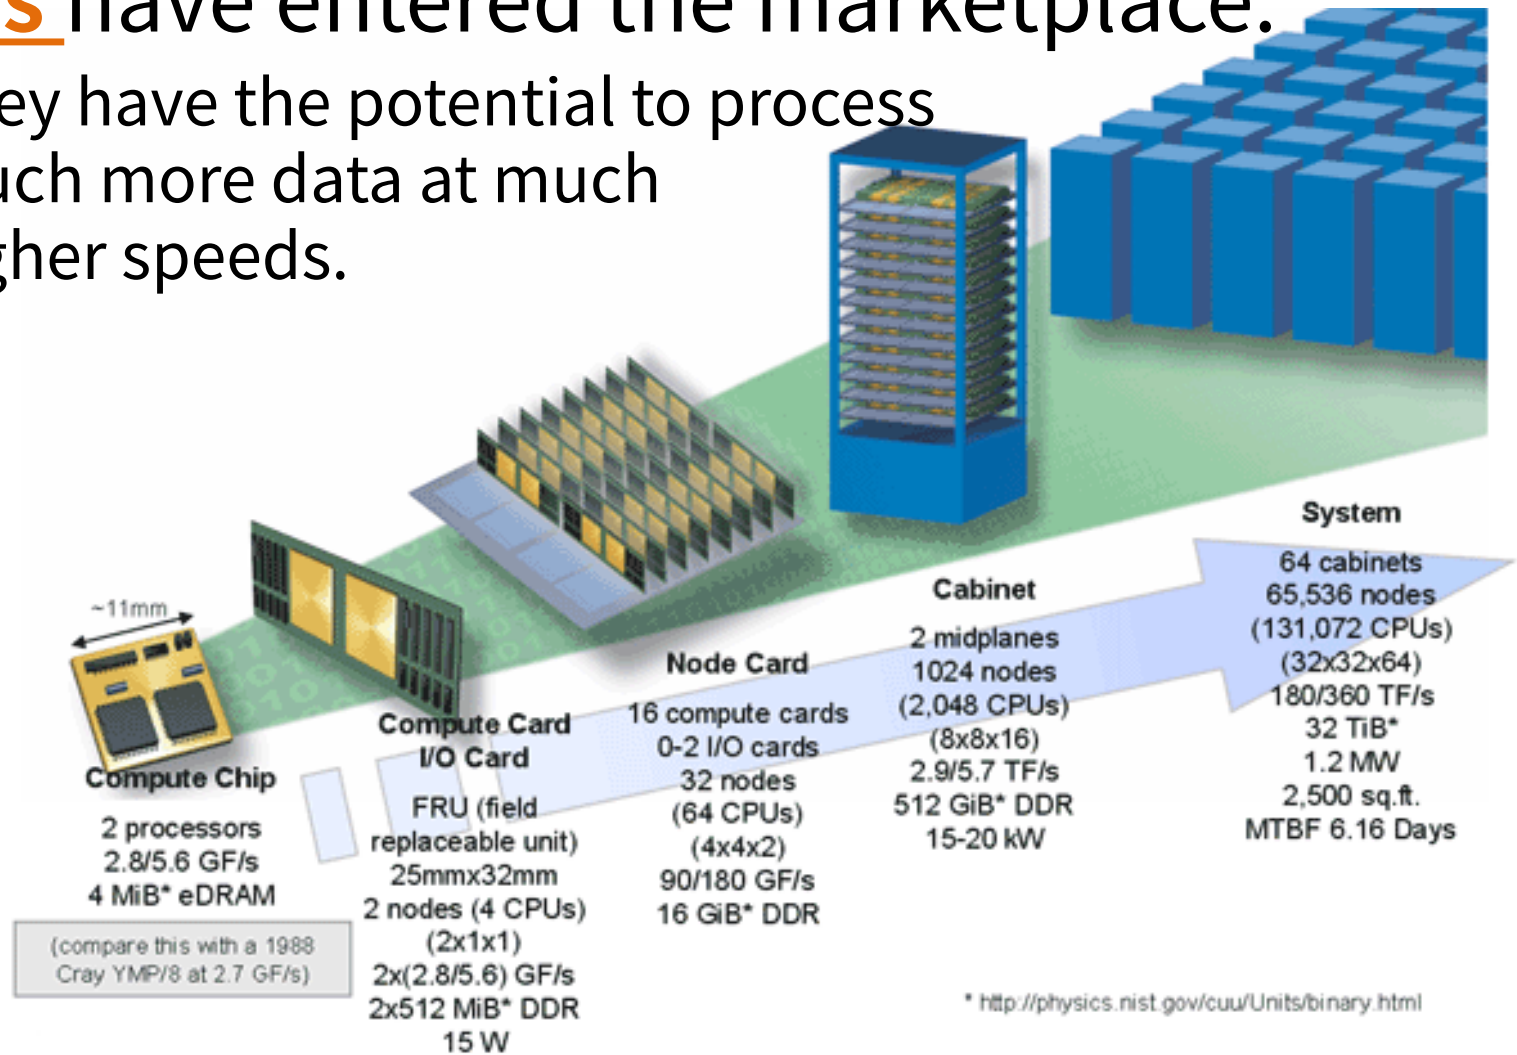 s have entered the marketplace.
ey have the potential to process
uch more data at much
gher speeds.
System
64 cabinets
65,536 nodes
(131,072 CPUs)
(32x32x64)
180/360 TF/s
32 TiB*
1.2 MW
2,500 sq.ft.
MTBF 6.16 Days
Cabinet
2 midplanes
1024 nodes
(2,048 CPUs)
(8x8x16)
2.9/5.7 TF/s
512 GiB* DDR
15-20 kW
Node Card
16 compute cards
0-2 I/O cards
32 nodes
(64 CPUs)
(4x4x2)
90/180 GF/s
16 GiB* DDR
Compute Card
I/O Card
FRU (field
replaceable unit)
25mmx32mm
2 nodes (4 CPUs)
(2x1x1)
2x(2.8/5.6) GF/s
2x512 MiB* DDR
15 W
~11mm
Compute Chip
2 processors
2.8/5.6 GF/s
4 MiB* eDRAM
(compare this with a 1988
Cray YMP/8 at 2.7 GF/s)
* http://physics.nist.gov/cuu/Units/binary.html